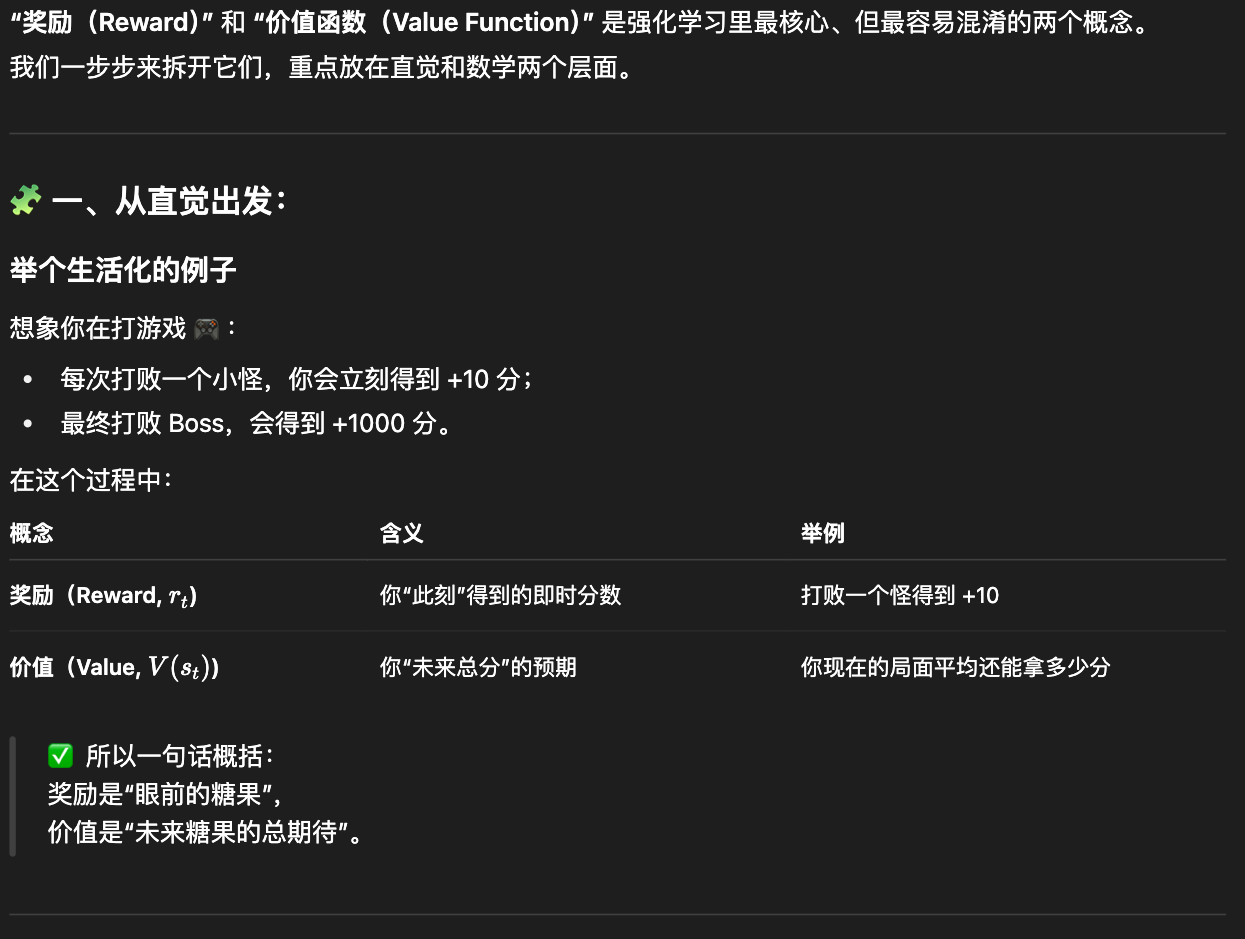 “奖励（Reward）” 和 “价值函数（Value Function）” 是强化学习里最核心、但最容易混淆的两个概念。
我们一步步来拆开它们，重点放在直觉和数学两个层面。
🧩 一、从直觉出发：
举个生活化的例子
想象你在打游戏 🎮：
• 每次打败一个小怪，你会立刻得到 +10 分；
• 最终打败 Boss，会得到 +1000 分。
在这个过程中：
概念 含义 举例
奖励（Reward, r_t） 你“此刻”得到的即时分数 打败一个怪得到 +10
价值（Value, V(s_t)） 你“未来总分”的预期 你现在的局面平均还能拿多少分
✅ 所以一句话概括：
奖励是“眼前的糖果”，
价值是“未来糖果的总期待”。